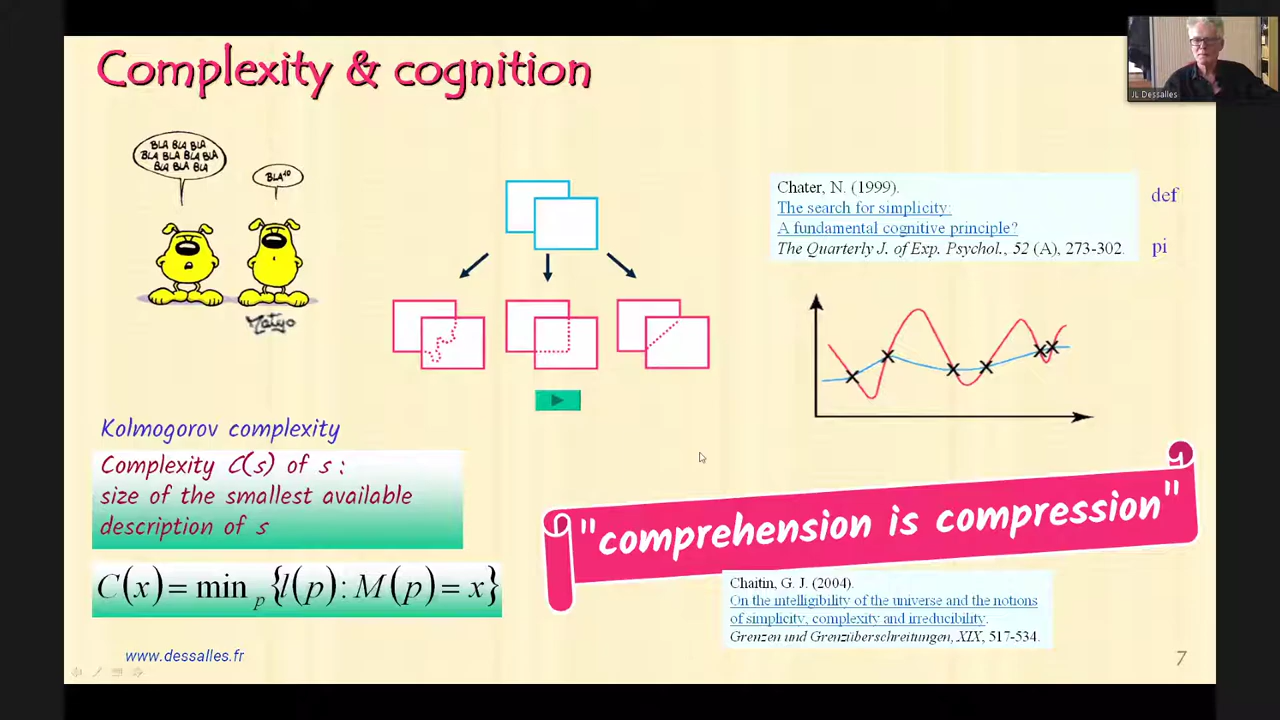 Complexity & cognition
JL Dessalles
BLA BLA BLA
BLA BLA BLA BLA
BLA BLA BLA
BLA¹⁰
Matyo
Chater, N. (1999).
The search for simplicity:
A fundamental cognitive principle?
The Quarterly J. of Exp. Psychol., 52 (A), 273-302.
def
pi
Kolmogorov complexity
Complexity C(s) of s :
size of the smallest available
description of s
C(x) = min p {l(p) : M(p) = x}
"comprehension is compression"
Chaitin, G. J. (2004).
On the intelligibility of the universe and the notions
of simplicity, complexity and irreducibility.
Grenzen und Grenzüberschreitungen, XIX, 517-534.
www.dessalles.fr
7